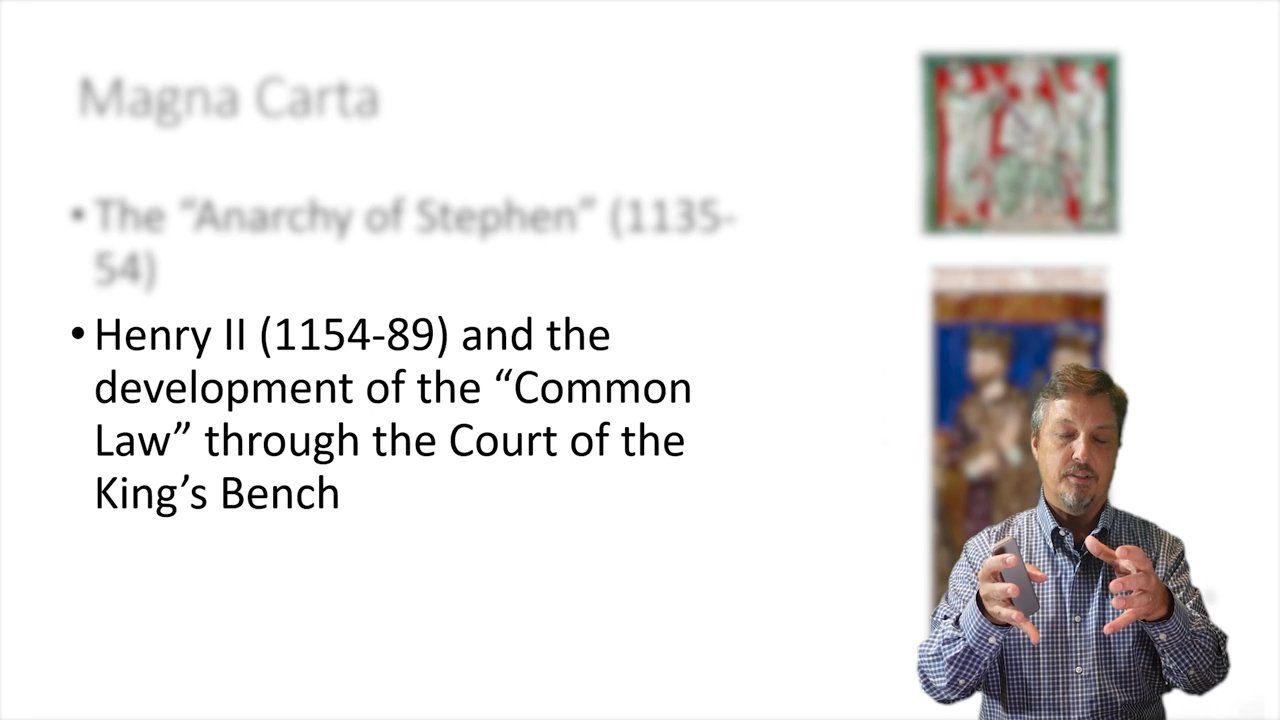 Magna Carta
• The “Anarchy of Stephen” (1135-
54)
• Henry II (1154-89) and the
development of the “Common
Law” through the Court of the
King’s Bench